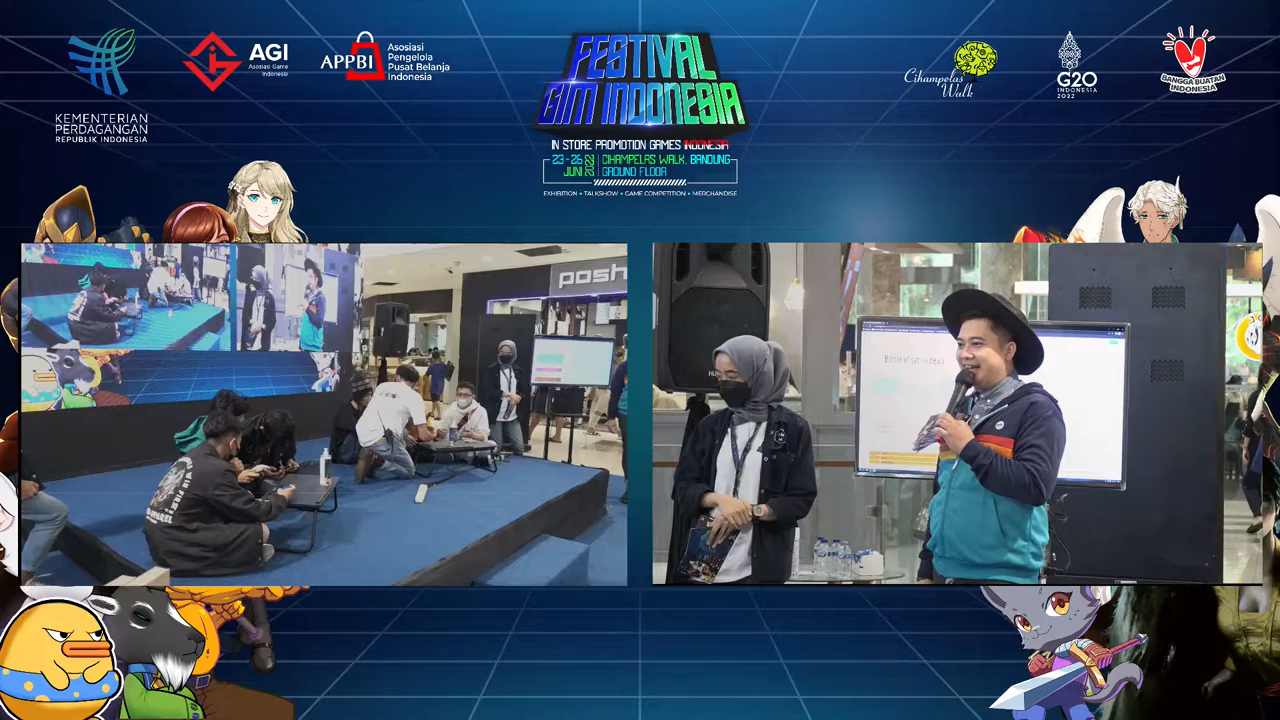 KEMENTERIAN
PERDAGANGAN
REPUBLIK INDONESIA
AGI
Asosiasi Game
Indonesia
APPBI
Asosiasi
Pengelola
Pusat Belanja
Indonesia
FESTIVAL
GIM INDONESIA
IN STORE PROMOTION GAMES INDONESIA
23 - 26
JUNI
2022
CIHAMPELAS WALK, BANDUNG
GROUND FLOOR
EXHIBITION • TALKSHOW • GAME COMPETITION • MERCHANDISE
Cihampelas
Walk
G20
INDONESIA
2022
BANGGA BUATAN
INDONESIA
posh